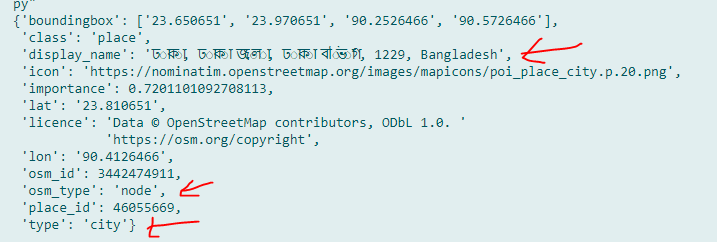 py"
{'boundingbox': ['23.650651', '23.970651', '90.2526466', '90.5726466'],
'class': 'place',
'display_name': 'ঢাকা, ঢাকা জেলা, ঢাকা বিভাগ, 1229, Bangladesh',
'icon': 'https://nominatim.openstreetmap.org/images/mapicons/poi_place_city.p.20.png',
'importance': 0.7201101092708113,
'lat': '23.810651',
'licence': 'Data © OpenStreetMap contributors, ODbL 1.0. '
'https://osm.org/copyright',
'lon': '90.4126466',
'osm_id': 3442474911,
'osm_type': 'node',
'place_id': 46055669,
'type': 'city'}